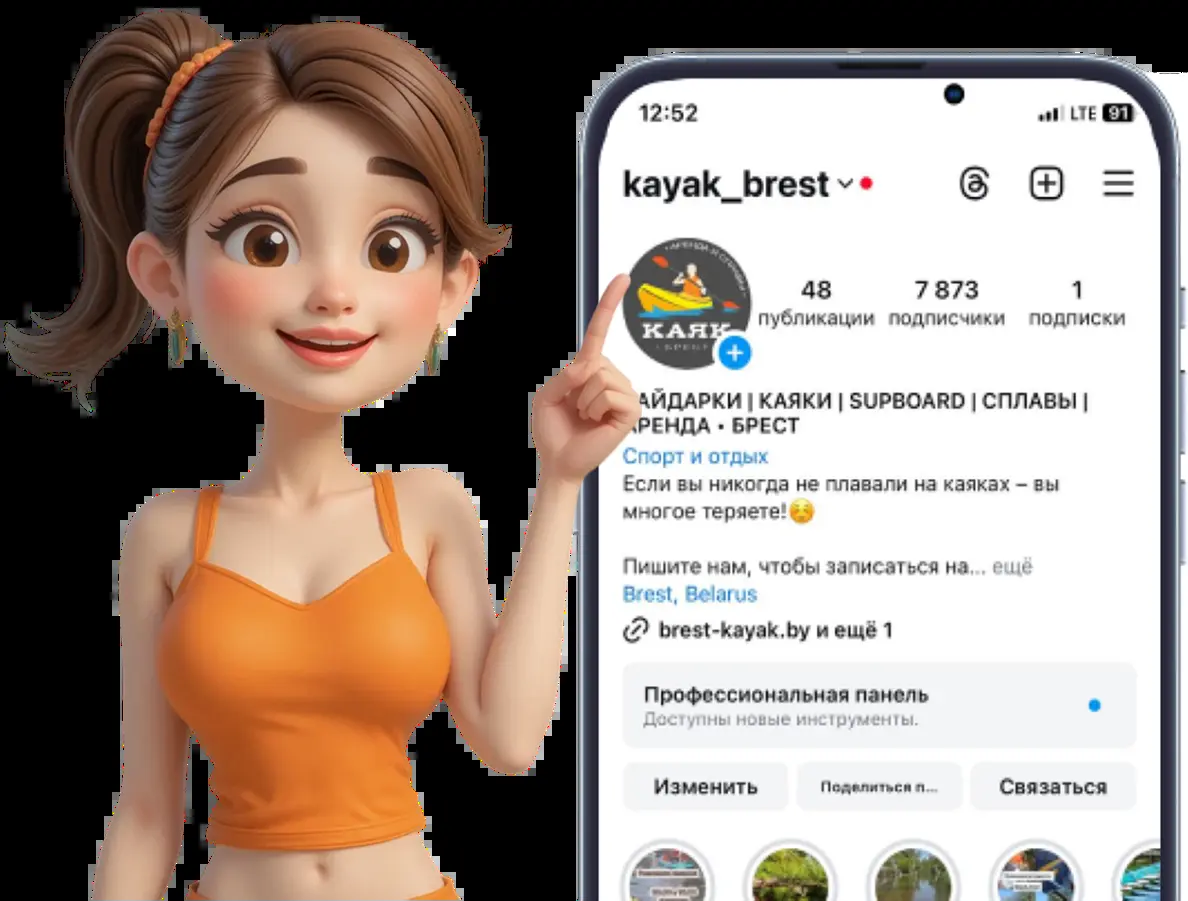 12:52
LTE 91
kayak_brest
АРЕНДА И СПЛАВЫ
КАЯК
БРЕСТ
48
7 873
1
публикации
подписчики
подписки
АЙДАРКИ | КАЯКИ | SUPBOARD | СПЛАВЫ |
РЕНДА • БРЕСТ
Спорт и отдых
Если вы никогда не плавали на каяках – вы
многое теряете!😌
Пишите нам, чтобы записаться на... ещё
Brest, Belarus
brest-kayak.by и ещё 1
Профессиональная панель
Доступны новые инструменты.
Изменить
Поделиться п...
Связаться